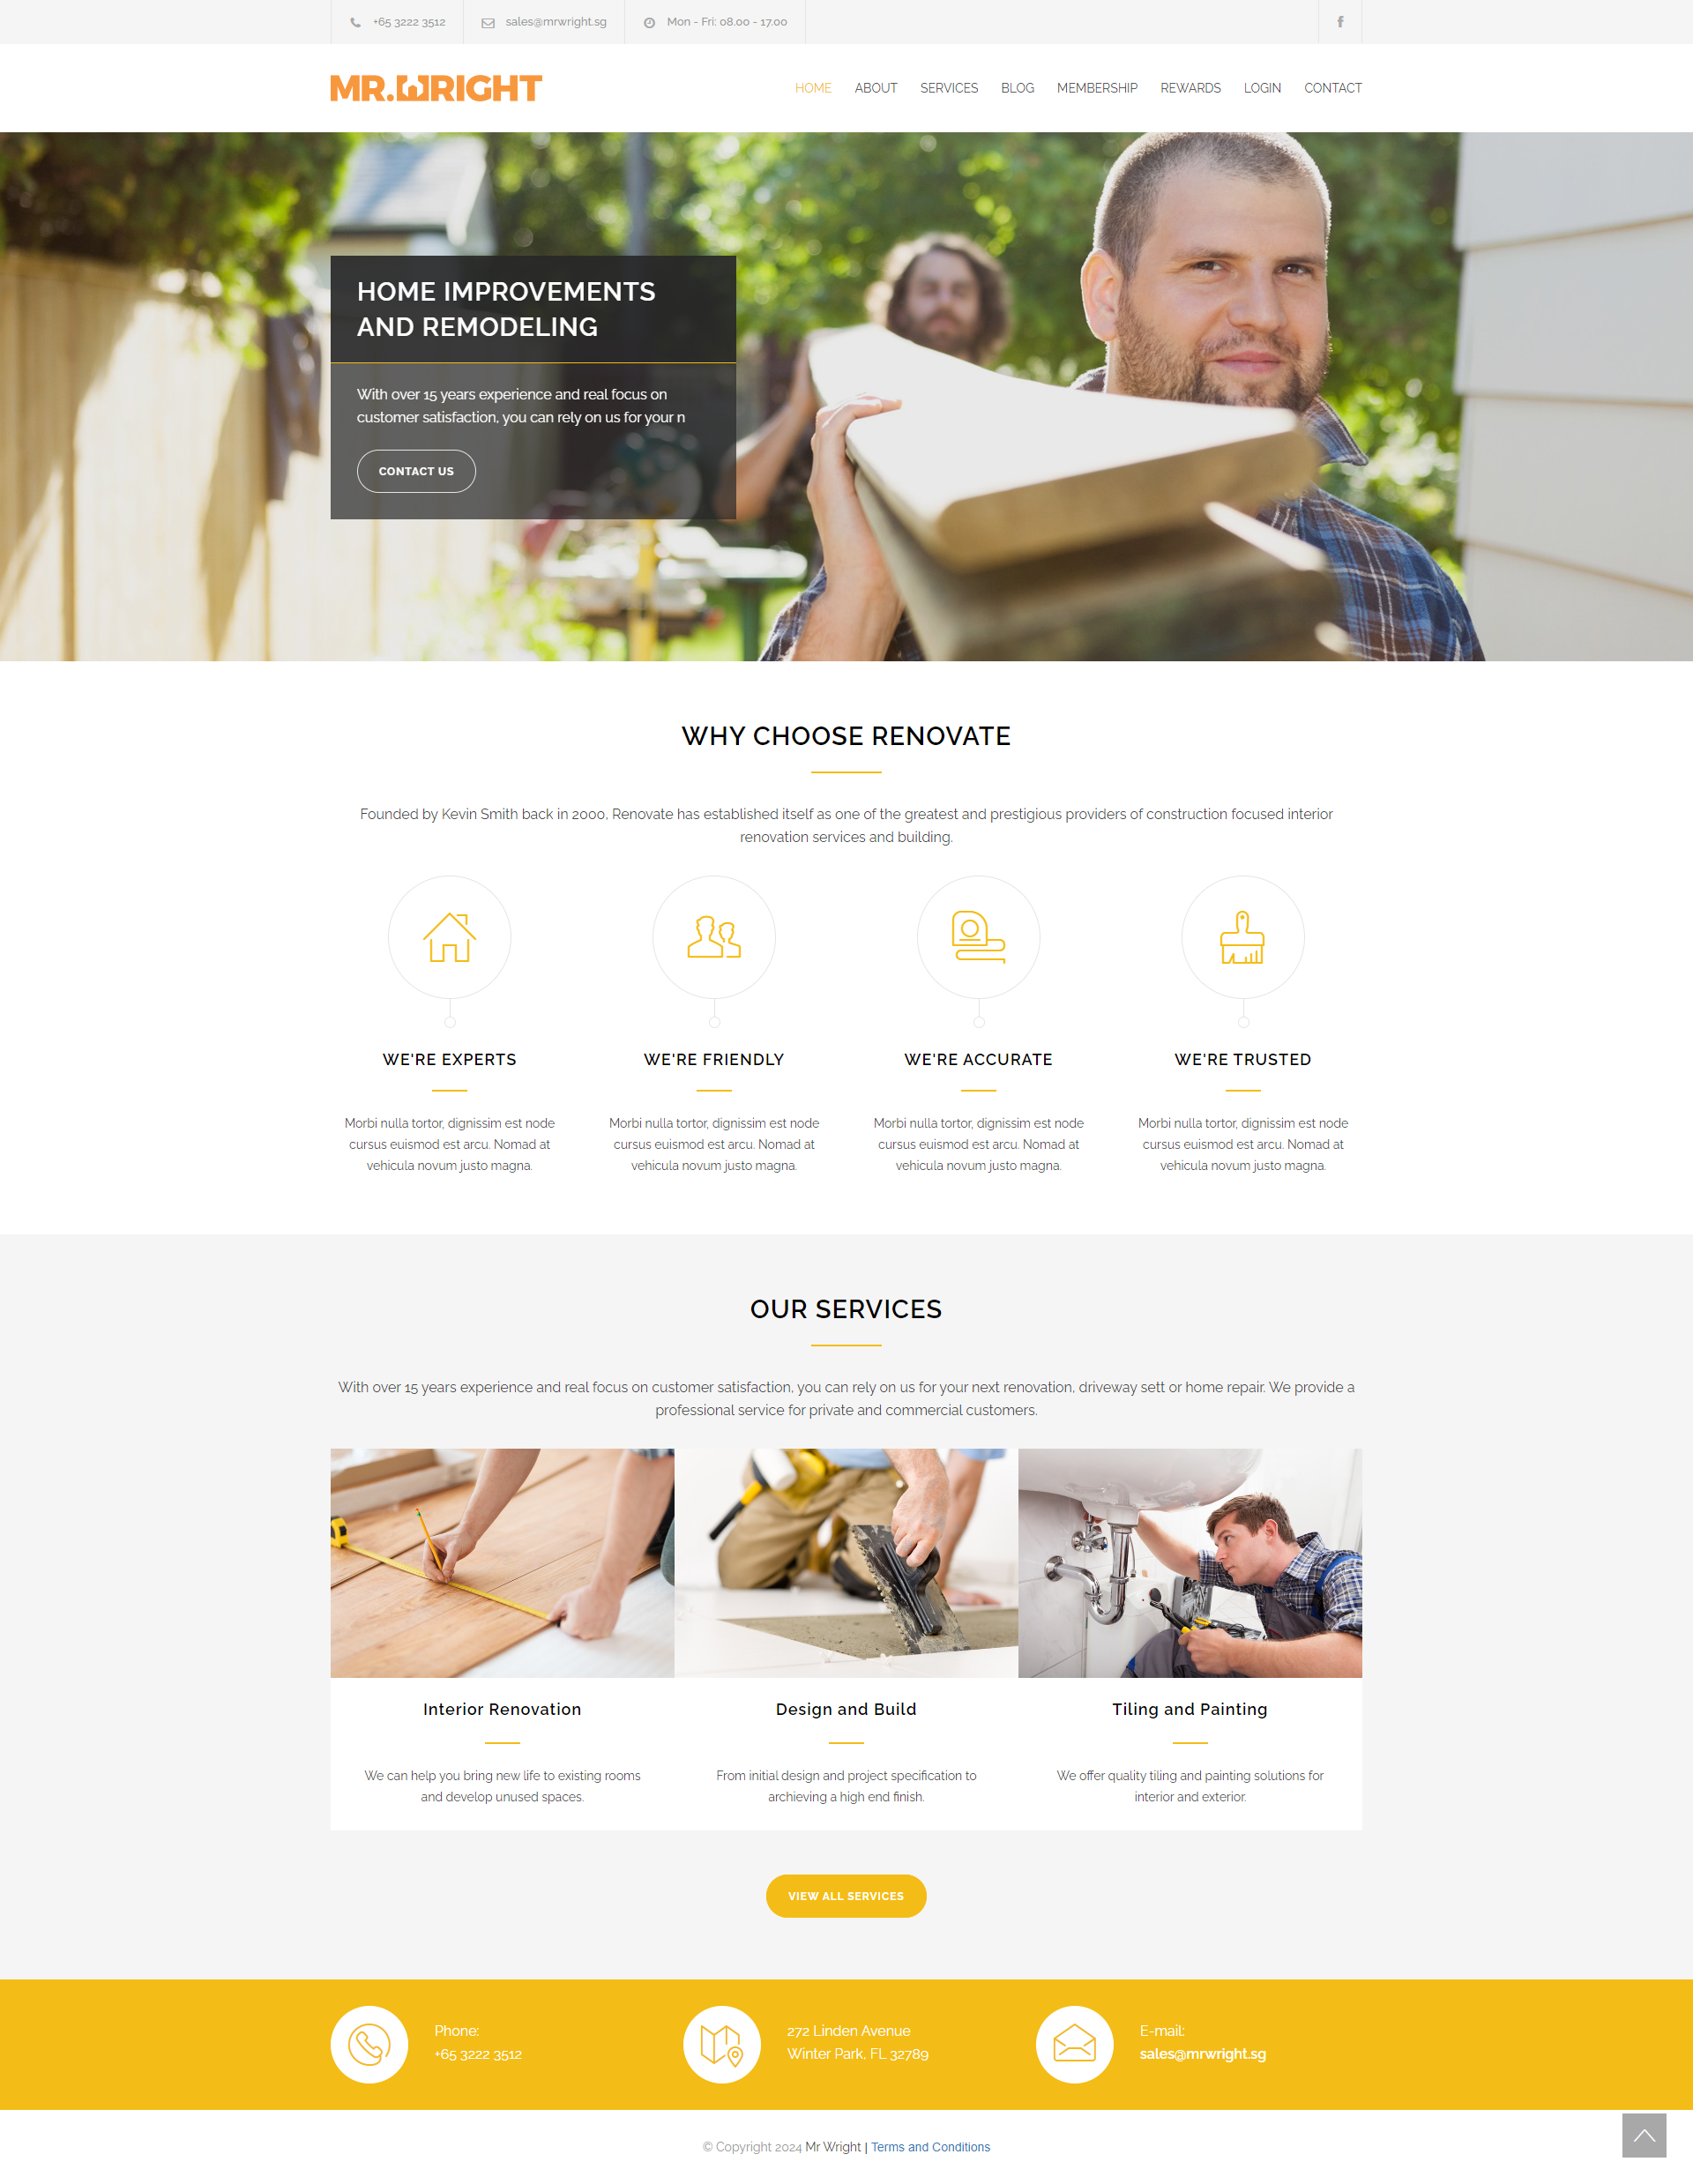 +65 3222 3512
sales@mrwright.sg
Mon - Fri: 08.00 - 17.00
MR.WRIGHT
HOME ABOUT SERVICES BLOG MEMBERSHIP REWARDS LOGIN CONTACT
HOME IMPROVEMENTS
AND REMODELING
With over 15 years experience and real focus on
customer satisfaction, you can rely on us for your n
CONTACT US
WHY CHOOSE RENOVATE
Founded by Kevin Smith back in 2000, Renovate has established itself as one of the greatest and prestigious providers of construction focused interior
renovation services and building.
WE'RE EXPERTS
Morbi nulla tortor, dignissim est node
cursus euismod est arcu. Nomad at
vehicula novum justo magna.
WE'RE FRIENDLY
Morbi nulla tortor, dignissim est node
cursus euismod est arcu. Nomad at
vehicula novum justo magna.
WE'RE ACCURATE
Morbi nulla tortor, dignissim est node
cursus euismod est arcu. Nomad at
vehicula novum justo magna.
WE'RE TRUSTED
Morbi nulla tortor, dignissim est node
cursus euismod est arcu. Nomad at
vehicula novum justo magna.
OUR SERVICES
With over 15 years experience and real focus on customer satisfaction, you can rely on us for your next renovation, driveway sett or home repair. We provide a
professional service for private and commercial customers.
Interior Renovation
We can help you bring new life to existing rooms
and develop unused spaces.
Design and Build
From initial design and project specification to
archieving a high end finish.
Tiling and Painting
We offer quality tiling and painting solutions for
interior and exterior.
VIEW ALL SERVICES
Phone:
+65 3222 3512
272 Linden Avenue
Winter Park, FL 32789
E-mail:
sales@mrwright.sg
© Copyright 2024 Mr Wright | Terms and Conditions